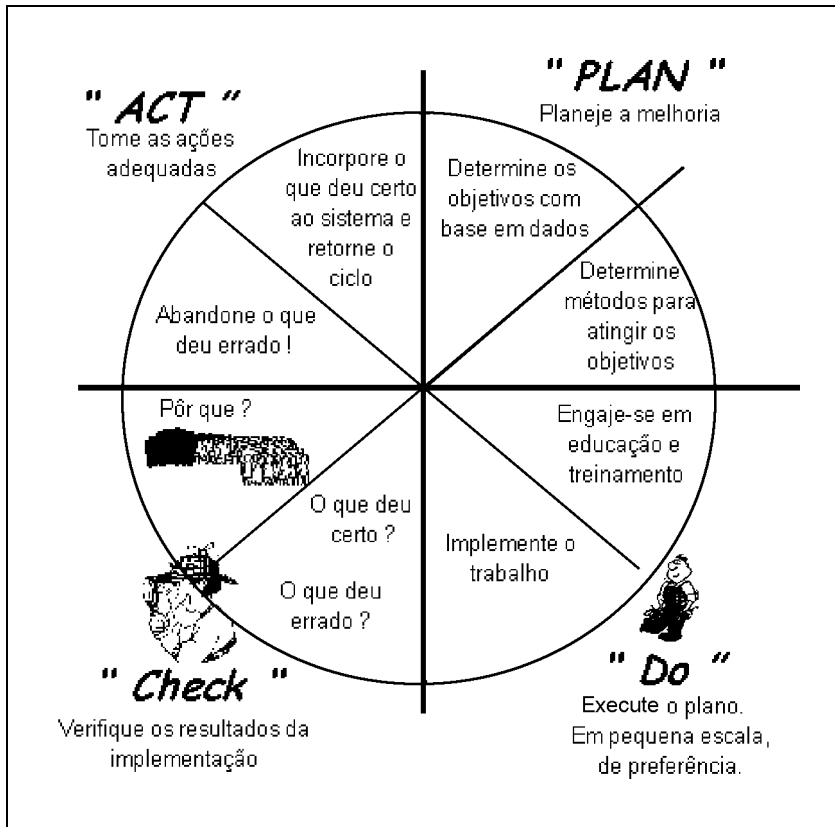 " ACT "
Tome as ações
adequadas
" PLAN "
Planeje a melhoria
Incorpore o
que deu certo
ao sistema e
retorne o
ciclo
Determine os
objetivos com
base em dados
Determine
métodos para
atingir os
objetivos
Abandone o que
deu errado !
Pôr que ?
Engaje-se em
educação e
treinamento
O que deu
certo ?
O que deu
errado ?
Implemente o
trabalho
" Check "
Verifique os resultados da
implementação
" Do "
Execute o plano.
Em pequena escala,
de preferência.